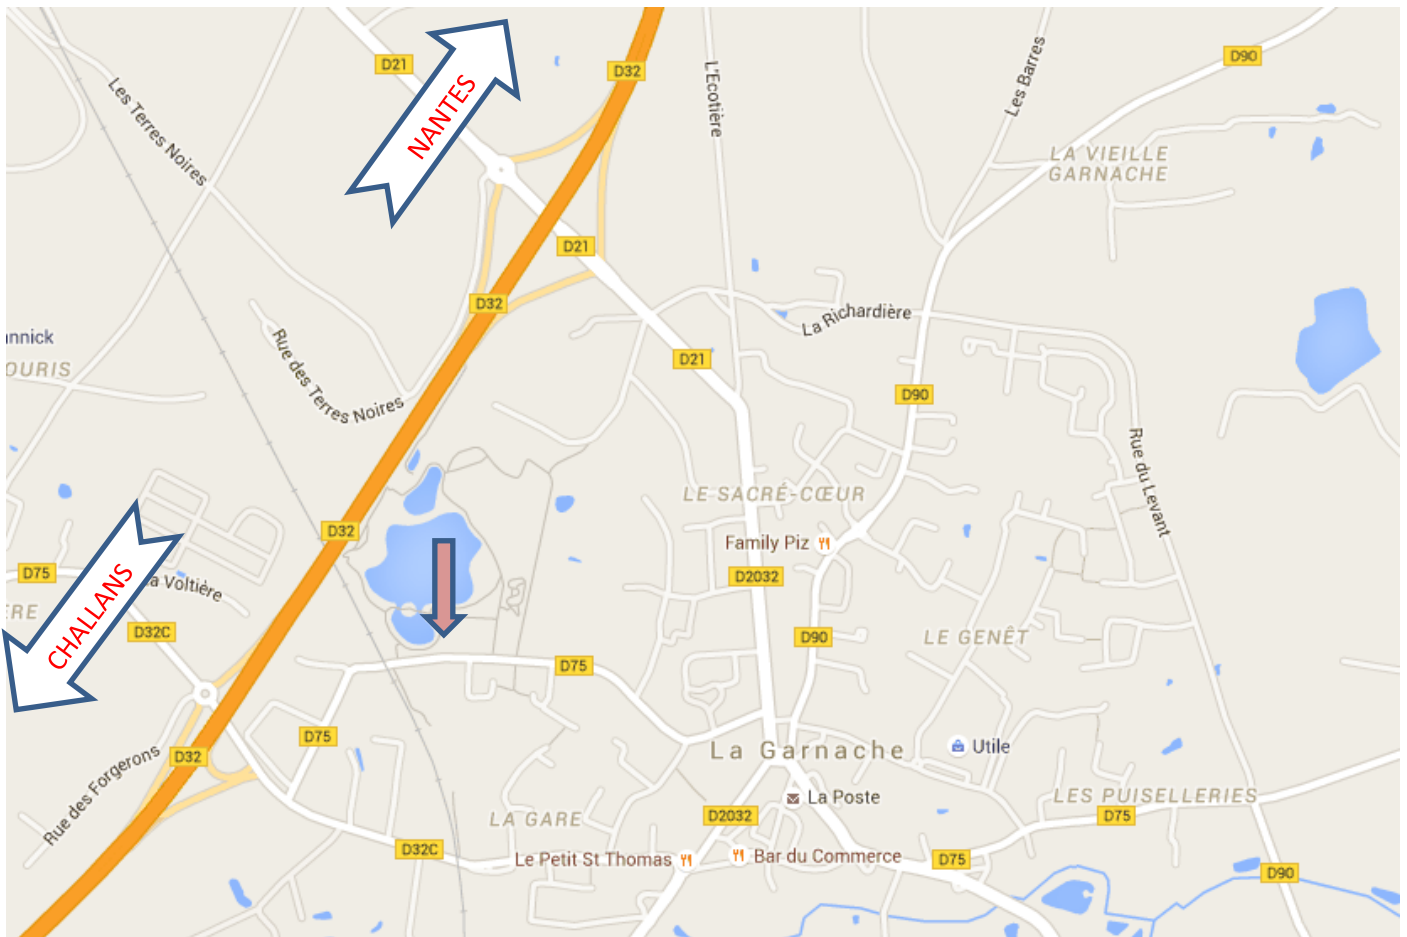 D21
NANTES
D32
L'Ecotière
Les Barres
D90
Les Terres Noires
LA VIEILLE
GARNACHE
D21
D32
La Richardière
annick
OURIS
Rue des Terres Noires
D21
D90
Rue du Levant
LE SACRÉ-CŒUR
D32
Family Piz
D75
La Voltière
D2032
ERE
CHALLANS
D32C
D90
LE GENÊT
D75
D75
D32
La Garnache
Utile
Rue des Forgerons
La Poste
LES PUISELLERIES
LA GARE
D2032
D75
D32C
Le Petit St Thomas
Bar du Commerce
D75
D90